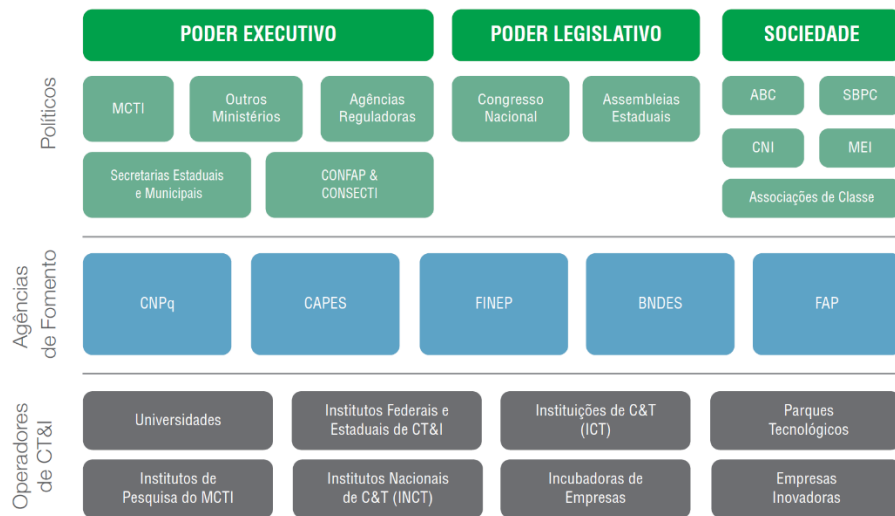 PODER EXECUTIVO
PODER LEGISLATIVO
SOCIEDADE
Políticos
MCTI
Outros
Ministérios
Agências
Reguladoras
Congresso
Nacional
Assembleias
Estaduais
ABC
SBPC
CNI
MEI
Secretarias Estaduais
e Municipais
CONFAP &
CONSECTI
Associações de Classe
Agências
de Fomento
CNPq
CAPES
FINEP
BNDES
FAP
Operadores
de CT&I
Universidades
Institutos Federais e
Estaduais de CT&I
Instituições de C&T
(ICT)
Parques
Tecnológicos
Institutos de
Pesquisa do MCTI
Institutos Nacionais
de C&T (INCT)
Incubadoras de
Empresas
Empresas
Inovadoras